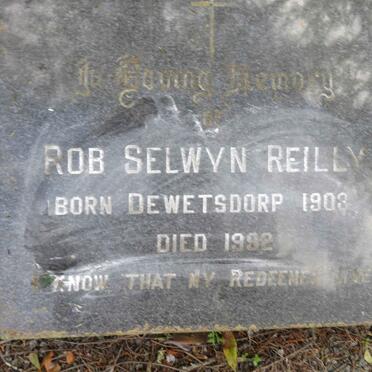 In Loving Memory
OF
ROB SELWYN REILLY
BORN DEWETSDORP 1903
DIED 1982
KNOW THAT MY REDEEMER